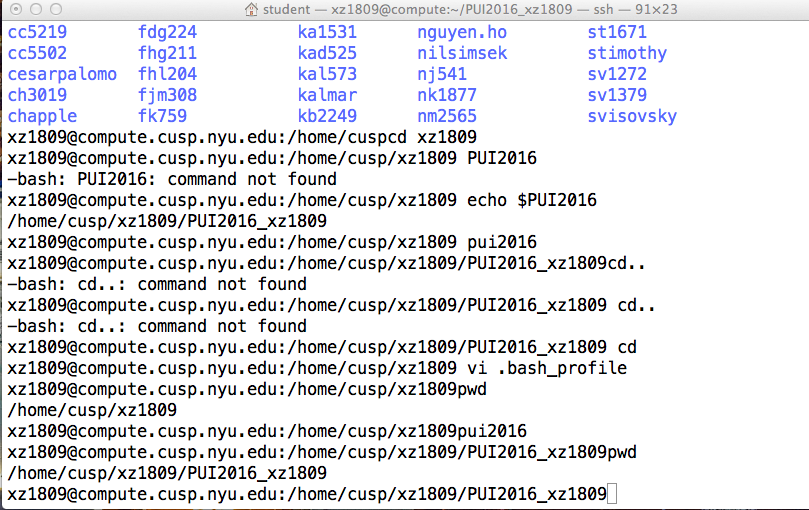 student — xz1809@compute:~/PUI2016_xz1809 — ssh — 91×23
cc5219 fdg224 ka1531 nguyen.ho st1671
cc5502 fhg211 kad525 nilsimsek stimothy
cesarpalomo fhl204 kal573 nj541 sv1272
ch3019 fjm308 kalmar nk1877 sv1379
chapple fk759 kb2249 nm2565 svisovsky
xz1809@compute.cusp.nyu.edu:/home/cuspcd xz1809
xz1809@compute.cusp.nyu.edu:/home/cusp/xz1809 PUI2016
-bash: PUI2016: command not found
xz1809@compute.cusp.nyu.edu:/home/cusp/xz1809 echo $PUI2016
/home/cusp/xz1809/PUI2016_xz1809
xz1809@compute.cusp.nyu.edu:/home/cusp/xz1809 pui2016
xz1809@compute.cusp.nyu.edu:/home/cusp/xz1809/PUI2016_xz1809cd..
-bash: cd..: command not found
xz1809@compute.cusp.nyu.edu:/home/cusp/xz1809/PUI2016_xz1809 cd..
-bash: cd..: command not found
xz1809@compute.cusp.nyu.edu:/home/cusp/xz1809/PUI2016_xz1809 cd
xz1809@compute.cusp.nyu.edu:/home/cusp/xz1809 vi .bash_profile
xz1809@compute.cusp.nyu.edu:/home/cusp/xz1809pwd
/home/cusp/xz1809
xz1809@compute.cusp.nyu.edu:/home/cusp/xz1809pui2016
xz1809@compute.cusp.nyu.edu:/home/cusp/xz1809/PUI2016_xz1809pwd
/home/cusp/xz1809/PUI2016_xz1809
xz1809@compute.cusp.nyu.edu:/home/cusp/xz1809/PUI2016_xz1809